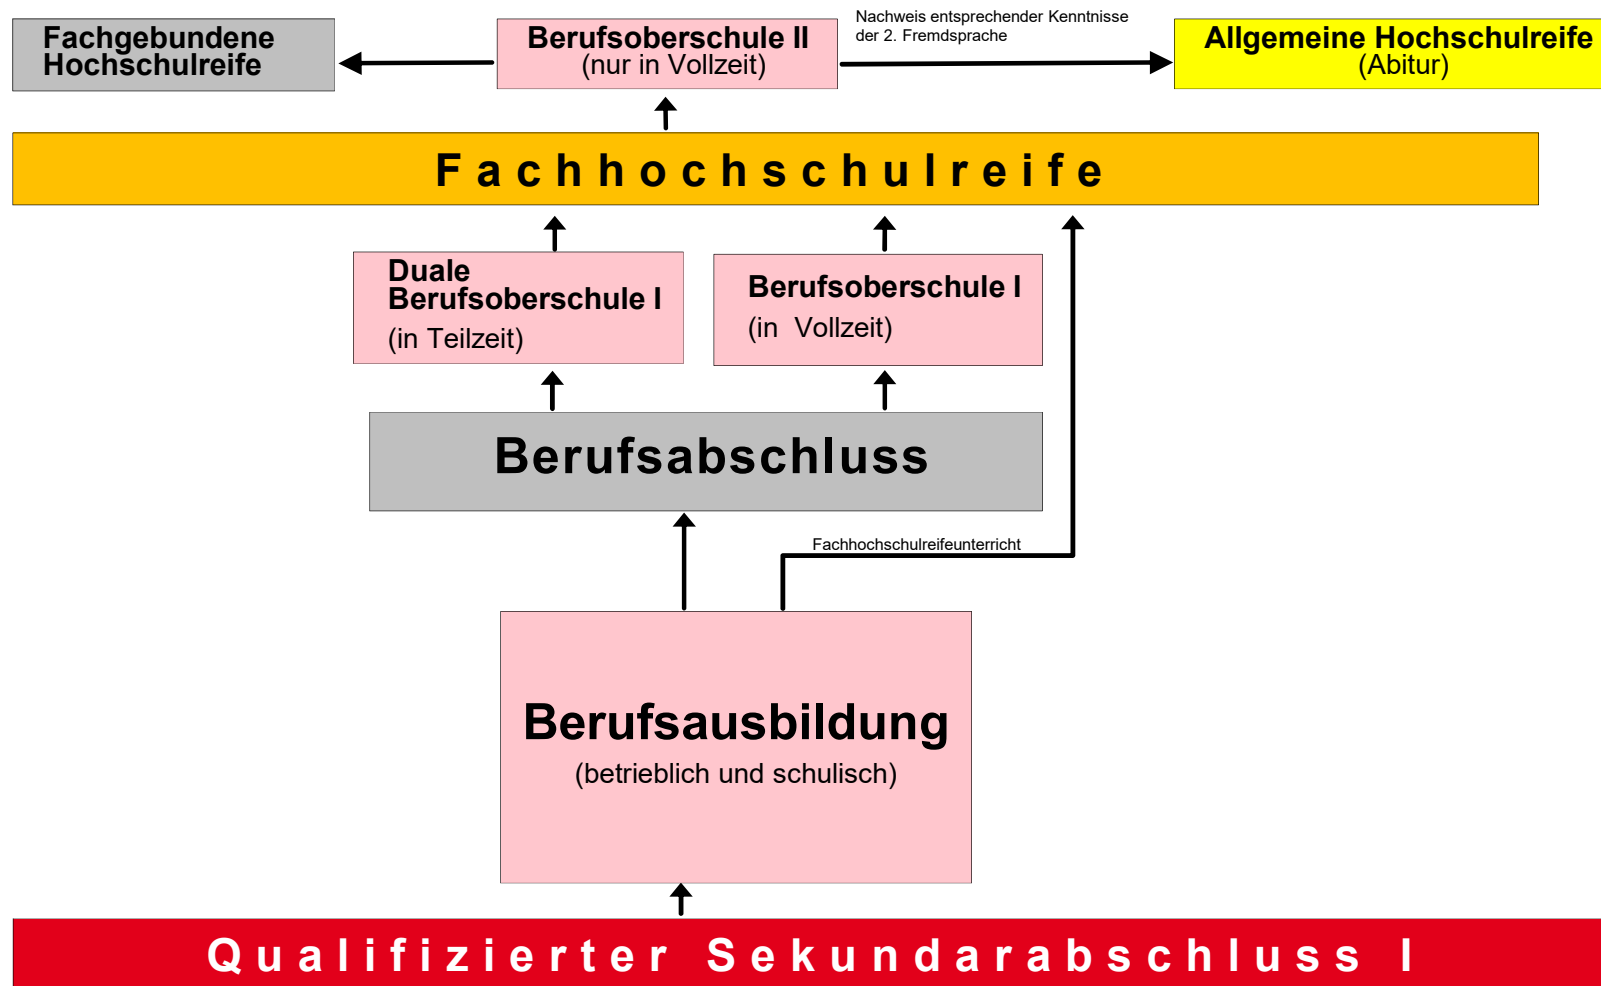 Fachgebundene
Hochschulreife
Berufsoberschule II
(nur in Vollzeit)
Nachweis entsprechender Kenntnisse
der 2. Fremdsprache
Allgemeine Hochschulreife
(Abitur)
Fachhochschulreife
Duale
Berufsoberschule I
(in Teilzeit)
Berufsoberschule I
(in Vollzeit)
Berufsabschluss
Fachhochschulreifeunterricht
Berufsausbildung
(betrieblich und schulisch)
Qualifizierter Sekundarabschluss I